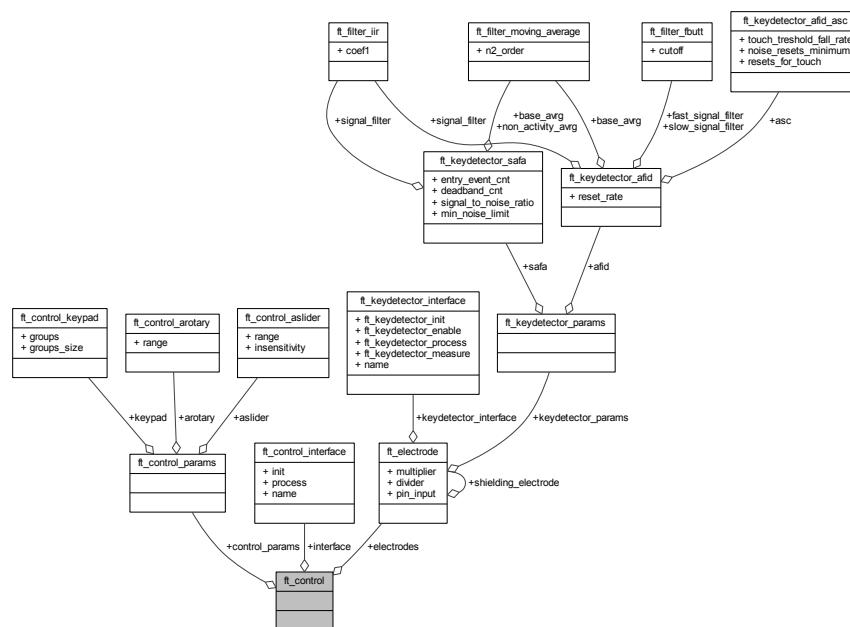 ft_filter_iir
+ coef1
ft_filter_moving_average
+ n2_order
ft_filter_fbutt
+ cutoff
ft_keydetector_afid_asc
+ touch_treshold_fall_rate
+ noise_resets_minimum
+ resets_for_touch
+signal_filter
+signal_filter
+base_avrg
+non_activity_avrg
+base_avrg
+fast_signal_filter
+slow_signal_filter
+asc
ft_keydetector_safa
+ entry_event_cnt
+ deadband_cnt
+ signal_to_noise_ratio
+ min_noise_limit
ft_keydetector_afid
+ reset_rate
+safa
+afid
ft_control_keypad
+ groups
+ groups_size
ft_control_arotary
+ range
ft_control_aslider
+ range
+ insensitivity
ft_keydetector_interface
+ ft_keydetector_init
+ ft_keydetector_enable
+ ft_keydetector_process
+ ft_keydetector_measure
+ name
ft_keydetector_params
+keypad
+arotary
+aslider
+keydetector_interface
+keydetector_params
ft_control_params
ft_control_interface
+ init
+ process
+ name
ft_electrode
+ multiplier
+ divider
+ pin_input
+shielding_electrode
+control_params
+interface
+electrodes
ft_control